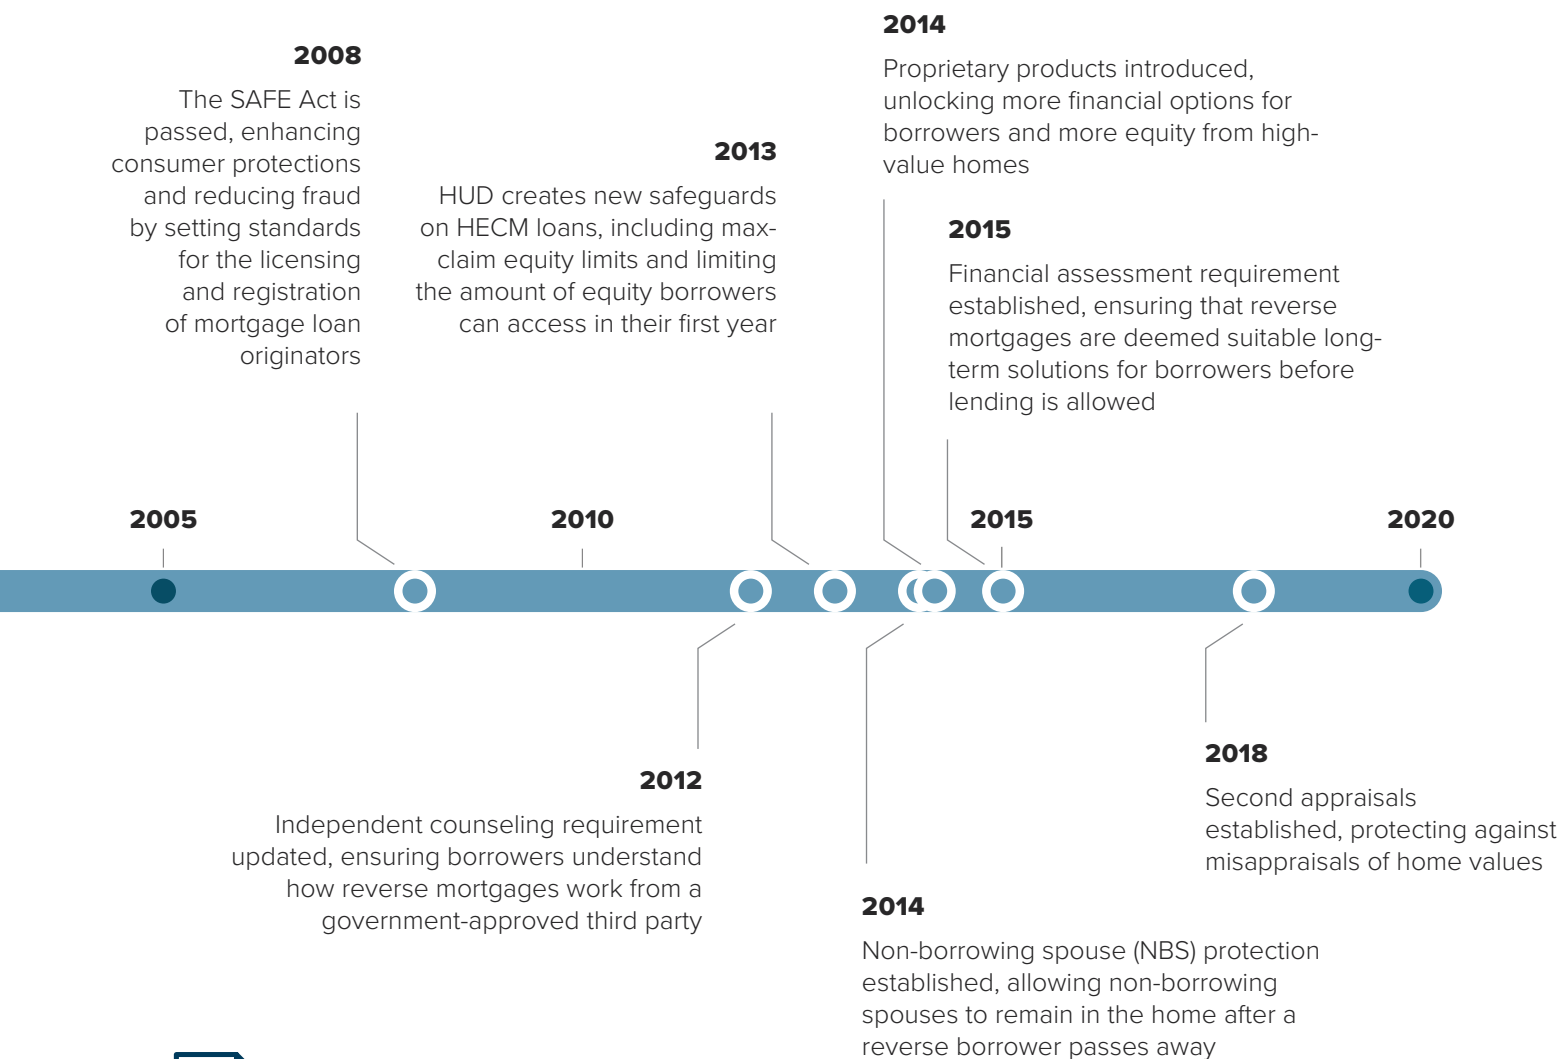 2008
The SAFE Act is
passed, enhancing
consumer protections
and reducing fraud
by setting standards
for the licensing
and registration
of mortgage loan
originators
2013
HUD creates new safeguards
on HECM loans, including max-
claim equity limits and limiting
the amount of equity borrowers
can access in their first year
2014
Proprietary products introduced,
unlocking more financial options for
borrowers and more equity from high-
value homes
2015
Financial assessment requirement
established, ensuring that reverse
mortgages are deemed suitable long-
term solutions for borrowers before
lending is allowed
2005
2010
2015
2020
2012
Independent counseling requirement
updated, ensuring borrowers understand
how reverse mortgages work from a
government-approved third party
2014
Non-borrowing spouse (NBS) protection
established, allowing non-borrowing
spouses to remain in the home after a
reverse borrower passes away
2018
Second appraisals
established, protecting against
misappraisals of home values